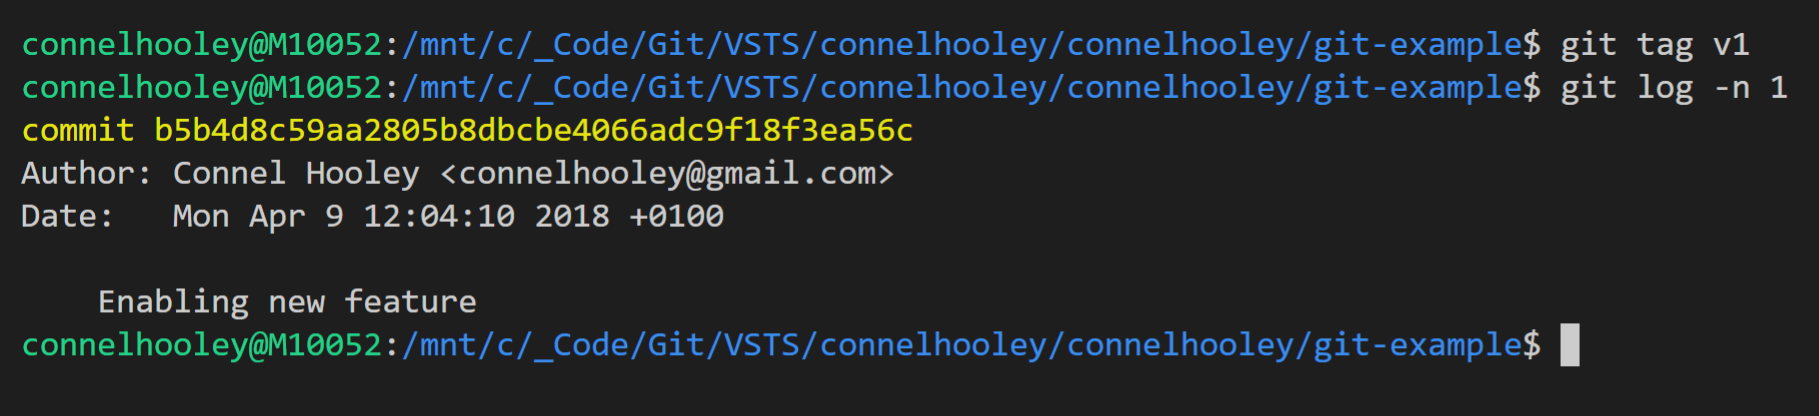 connelhooley@M10052:/mnt/c/_Code/Git/VSTS/connelhooley/connelhooley/git-example$ git tag v1
connelhooley@M10052:/mnt/c/_Code/Git/VSTS/connelhooley/connelhooley/git-example$ git log -n 1
commit b5b4d8c59aa2805b8dbcbe4066adc9f18f3ea56c
Author: Connel Hooley <connelhooley@gmail.com>
Date:   Mon Apr 9 12:04:10 2018 +0100

    Enabling new feature
connelhooley@M10052:/mnt/c/_Code/Git/VSTS/connelhooley/connelhooley/git-example$